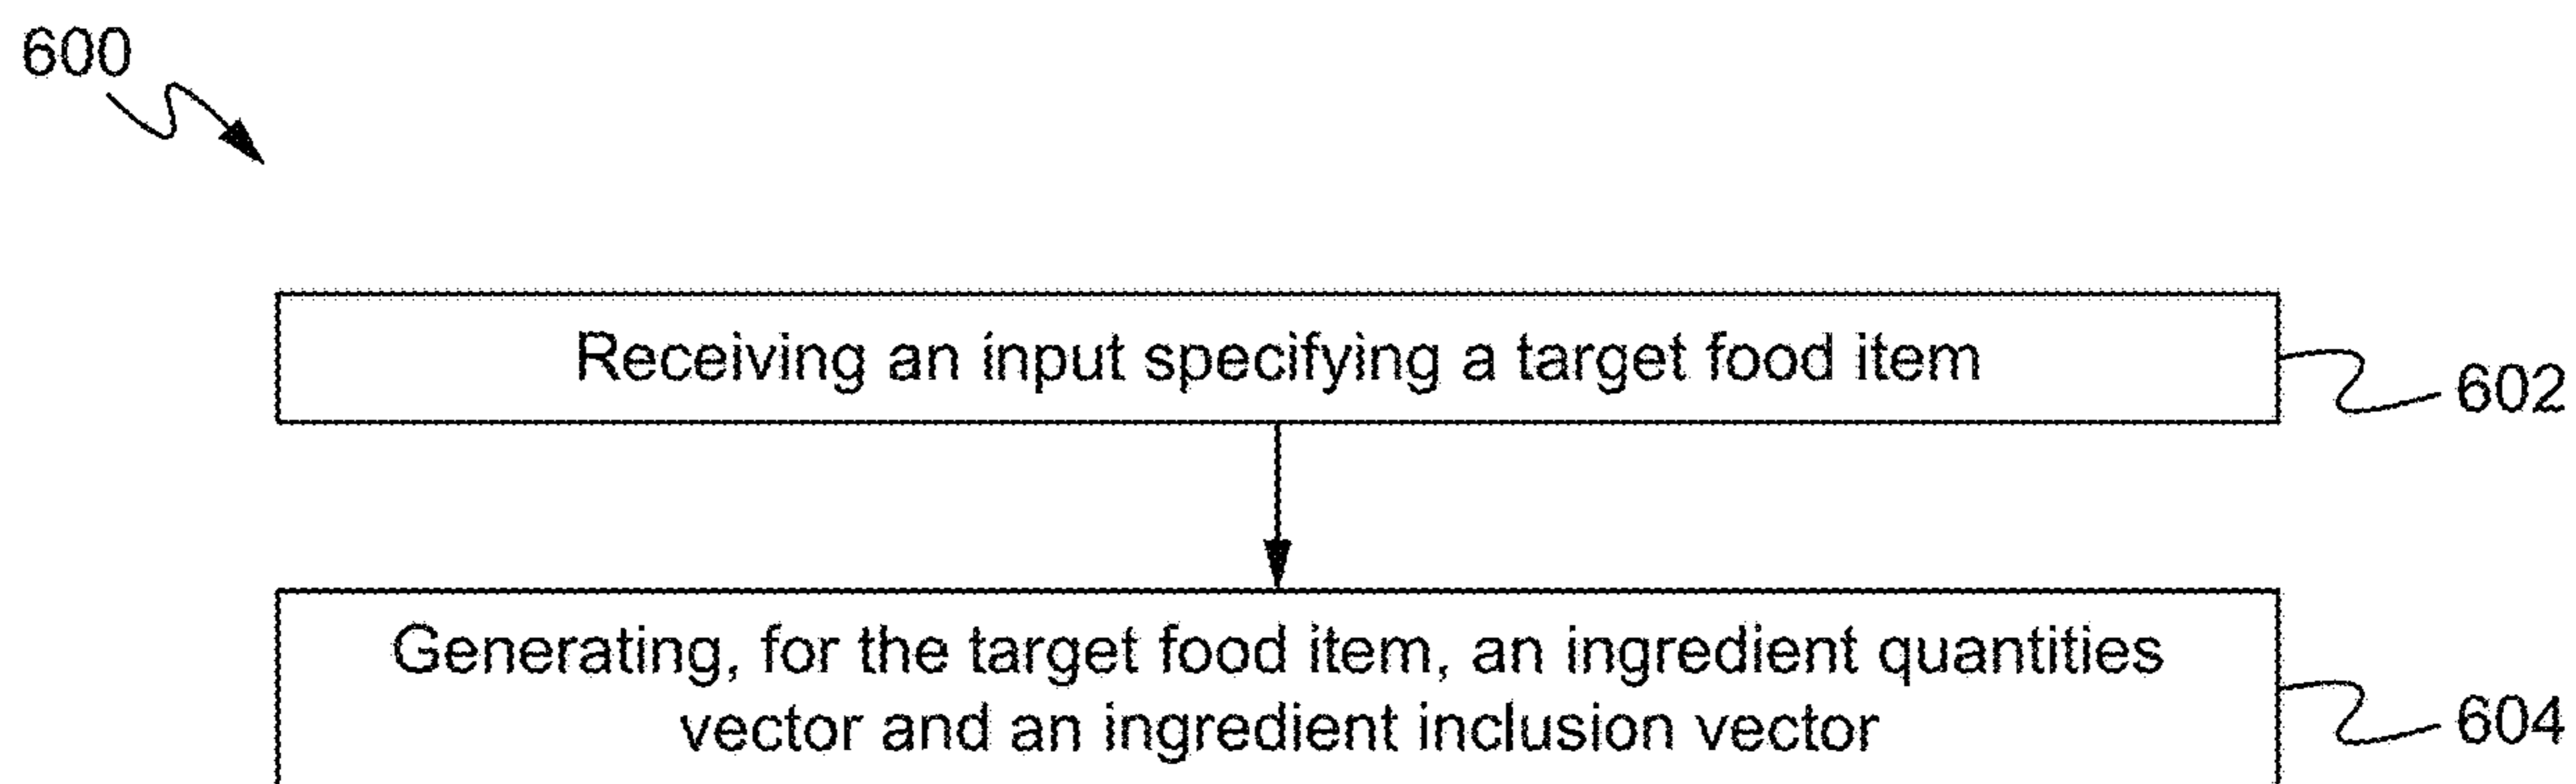 600
Receiving an input specifying a target food item
602
Generating, for the target food item, an ingredient quantities
vector and an ingredient inclusion vector
604